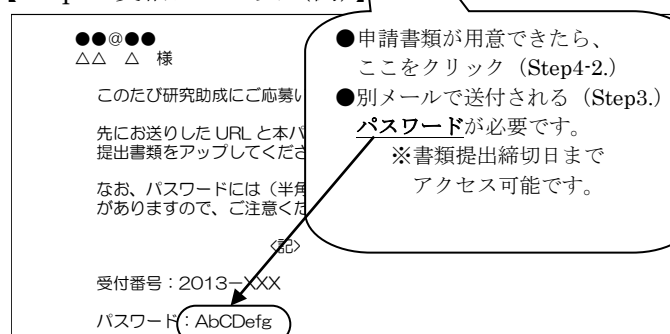 ●●@●●
△△ △ 様
このたび研究助成にご応募い
先にお送りした URL と本パ
提出書類をアップしてくださ
なお、パスワードには（半角
がありますので、ご注意くた
<記>
受付番号：2013－XXX
パスワード：AbCDefg
●申請書類が用意できたら、
ここをクリック（Step4-2.）
●別メールで送付される（Step3.）
パスワードが必要です。
※書類提出締切日まで
アクセス可能です。